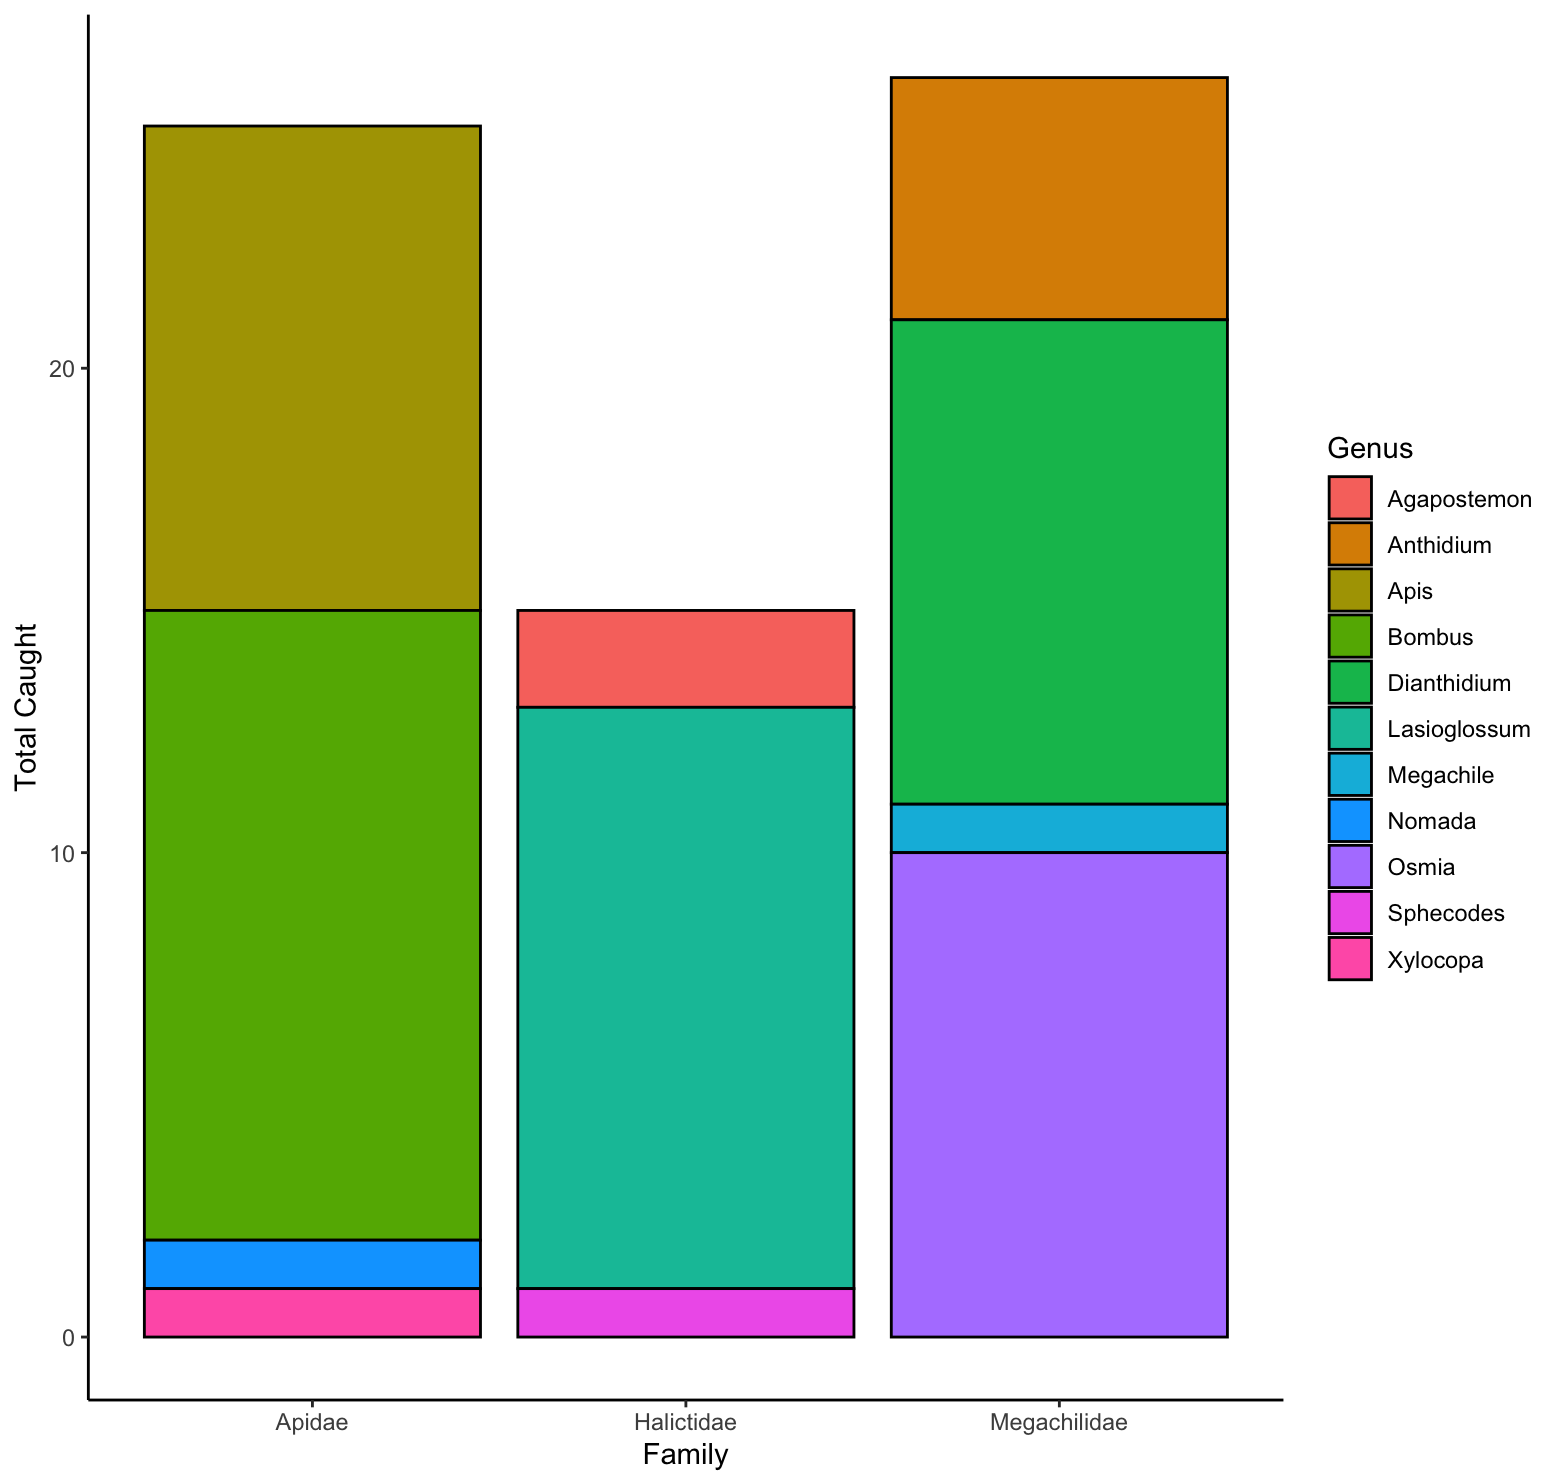 Total Caught
20
10
0
Apidae
Halictidae
Megachilidae
Family
Genus
Agapostemon
Anthidium
Apis
Bombus
Dianthidium
Lasioglossum
Megachile
Nomada
Osmia
Sphecodes
Xylocopa